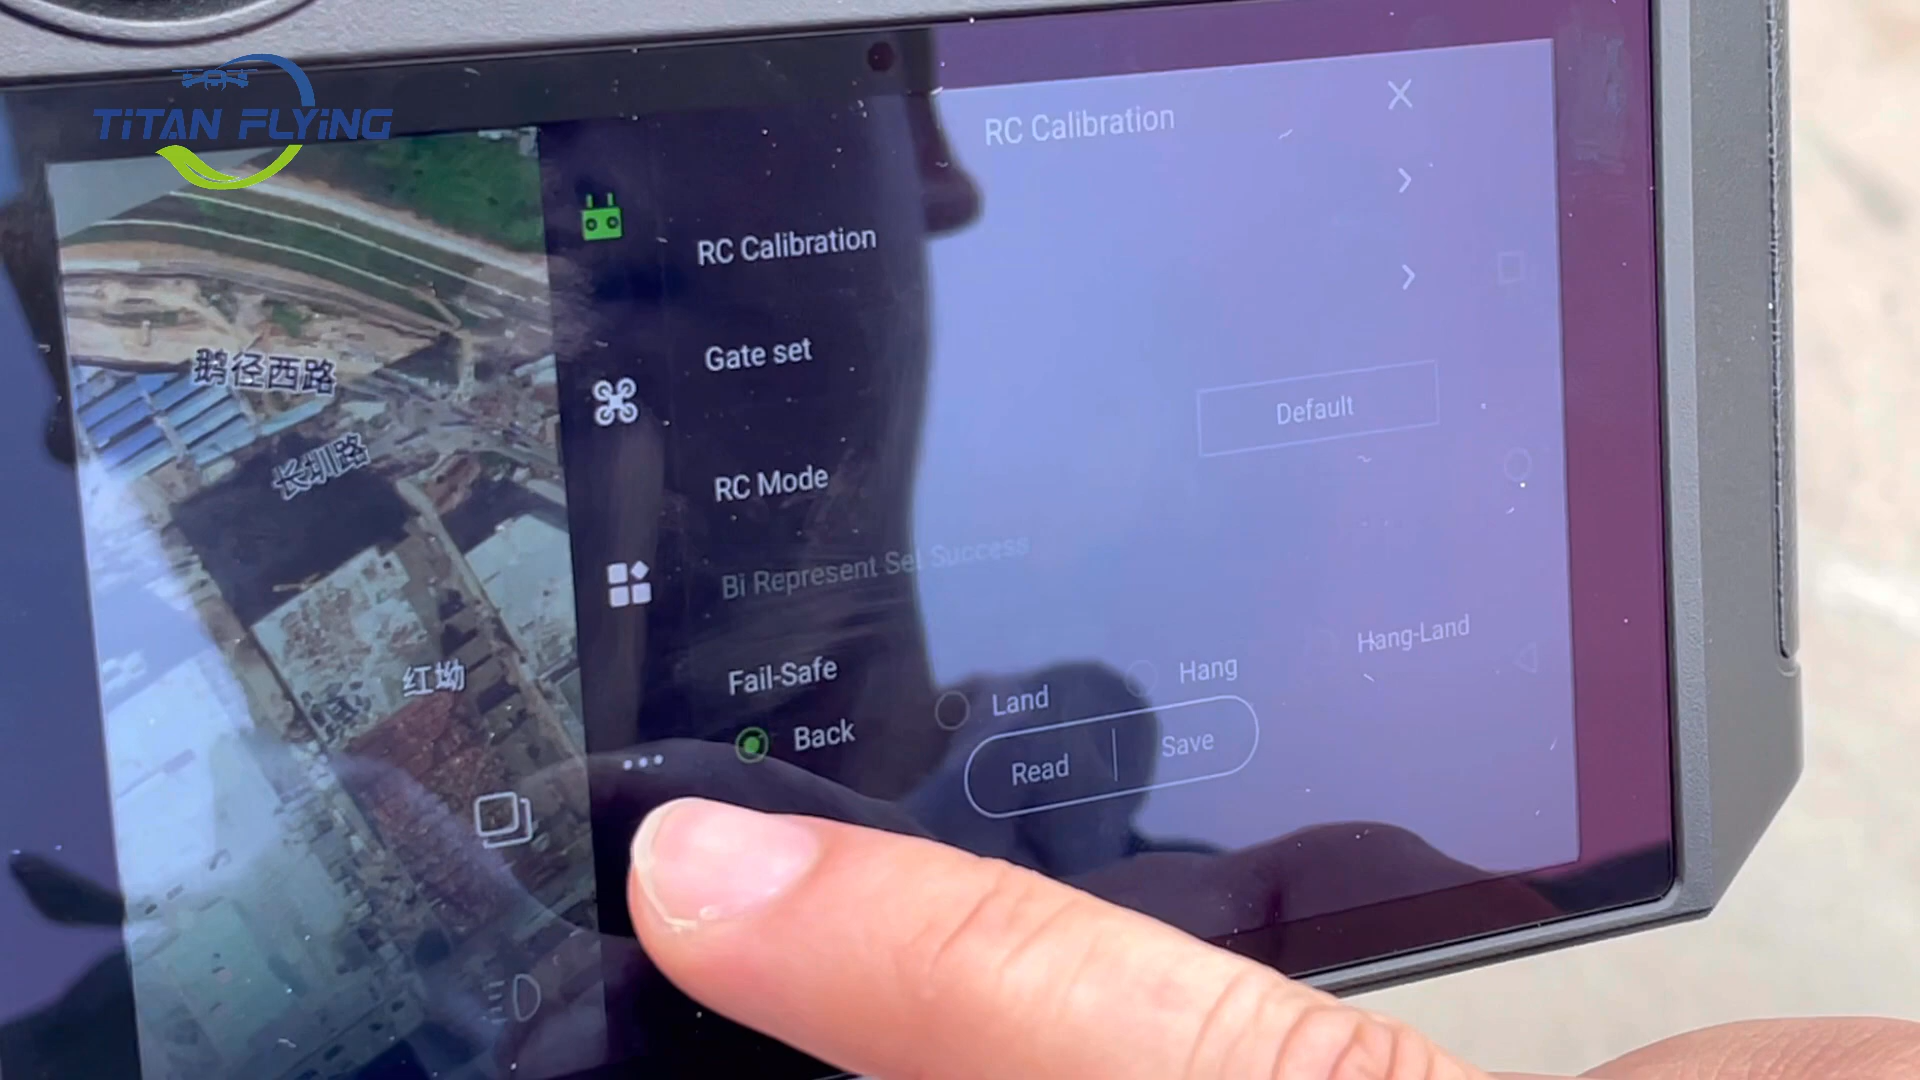 TiTAN FLYiNG
RC Calibration
RC Calibration
Gate set
RC Mode
Default
Bi Represent Set Success
Fail-Safe
Back
Land
Hang
Hang-Land
Read
Save
鹅径西路
长圳路
红坳